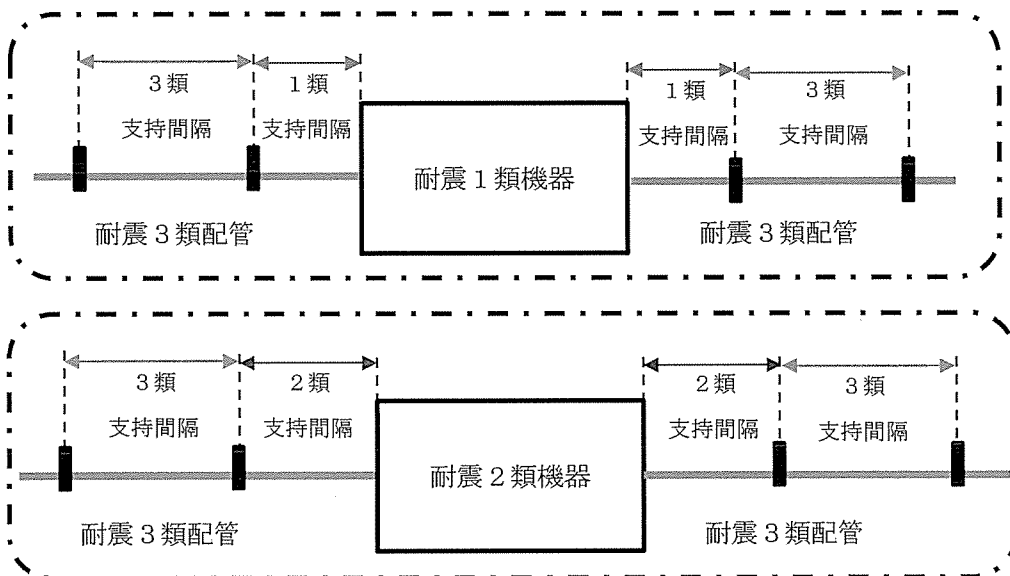 3類
1類
1類
3類
支持間隔
支持間隔
支持間隔
支持間隔
耐震1類機器
耐震3類配管
耐震3類配管
3類
2類
2類
3類
支持間隔
支持間隔
支持間隔
支持間隔
耐震2類機器
耐震3類配管
耐震3類配管